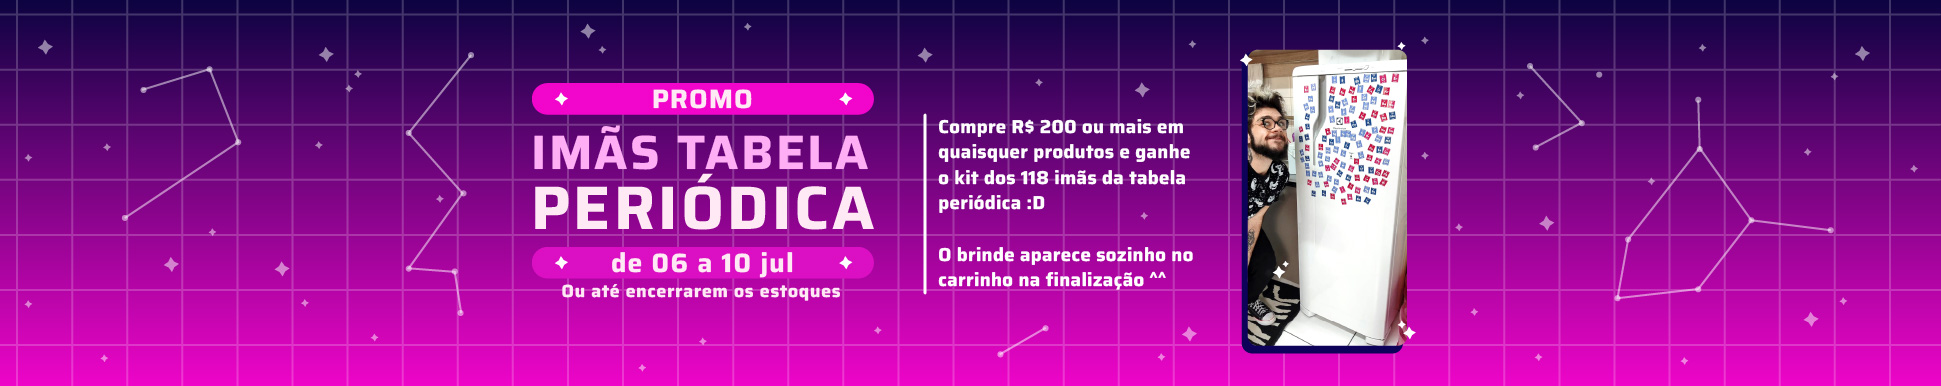 PROMO
IMÃS TABELA
PERIÓDICA
de 06 a 10 jul
Ou até encerrarem os estoques
Compre R$ 200 ou mais em
quaisquer produtos e ganhe
o kit dos 118 imãs da tabela
periódica :D
O brinde aparece sozinho no
carrinho na finalização ^^